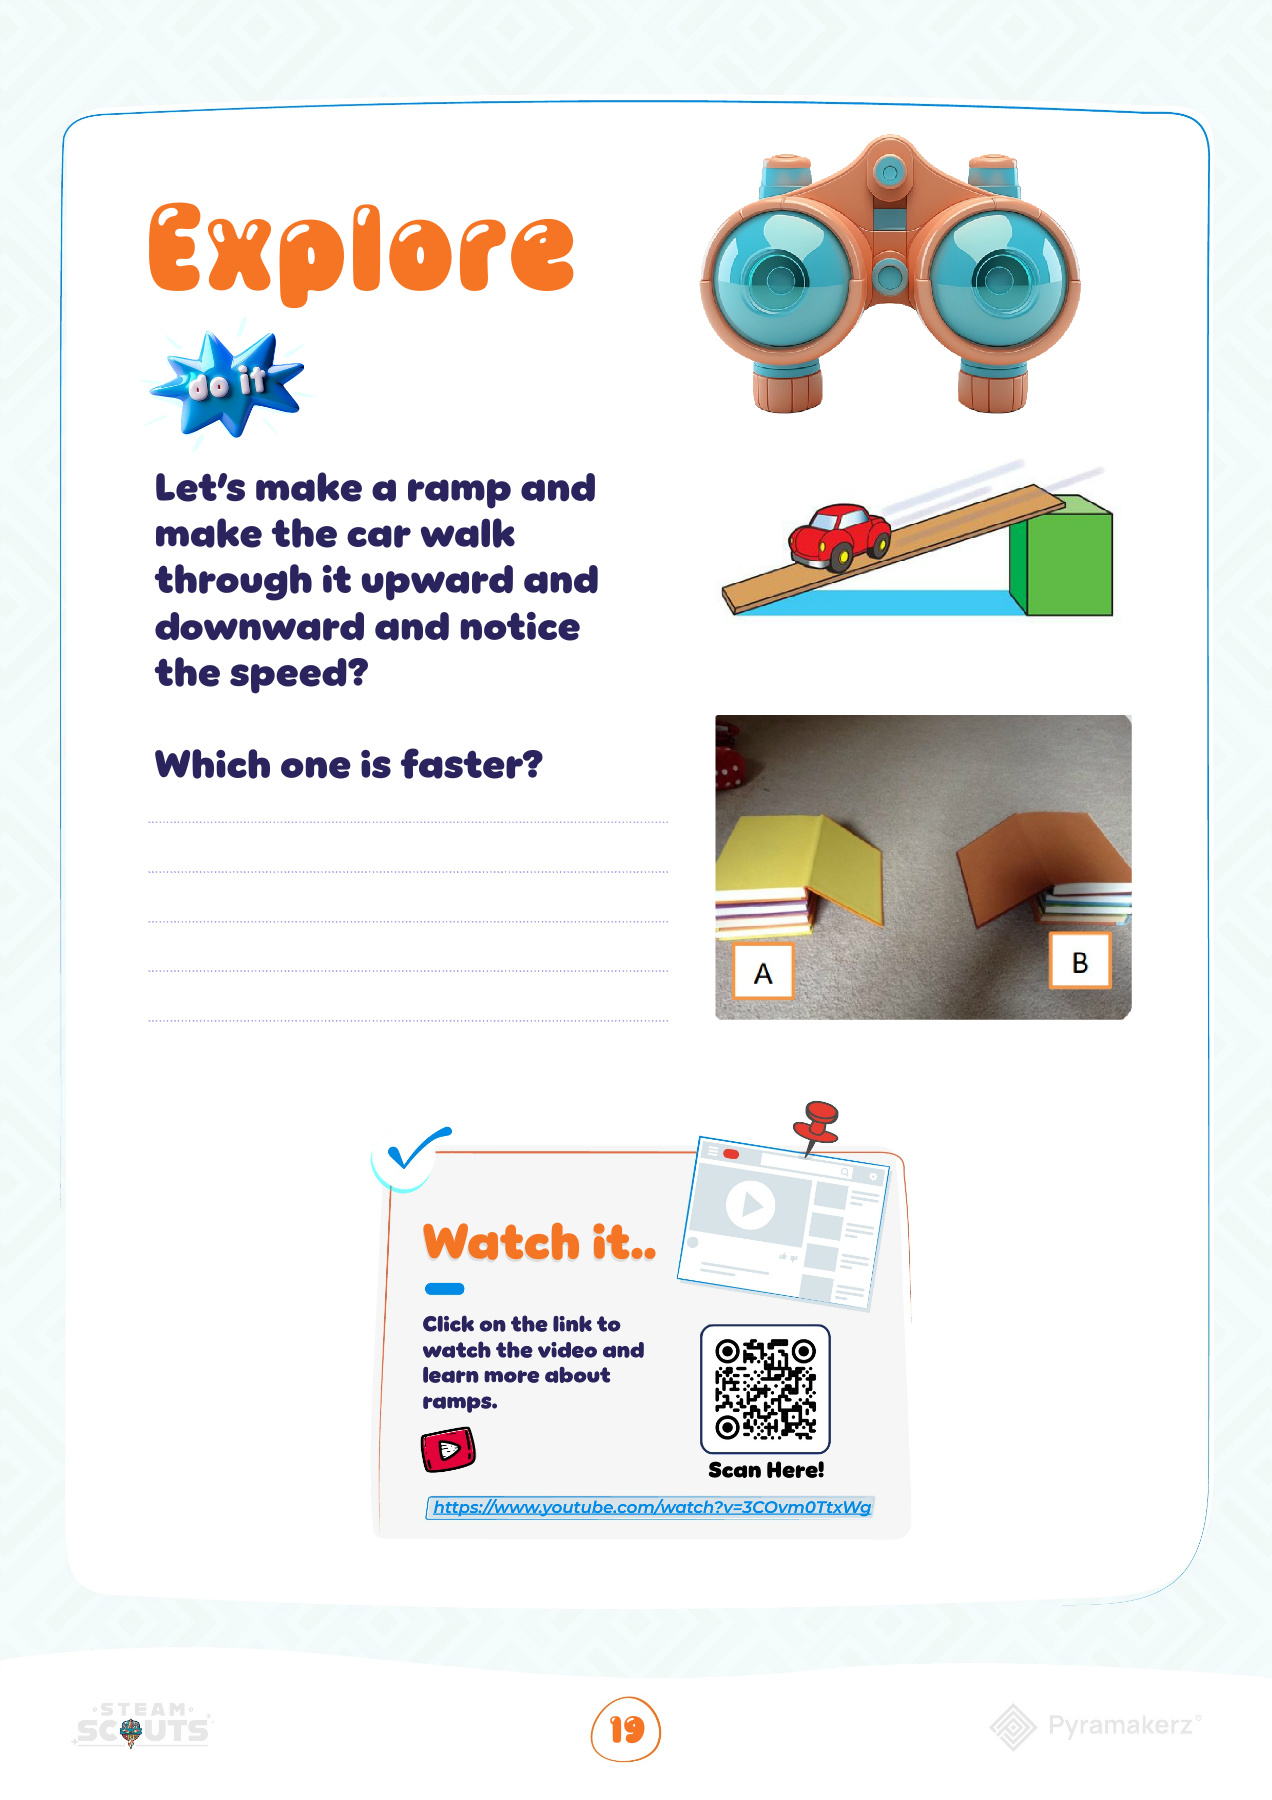 Explore
do it
Let's make a ramp and
make the car walk
through it upward and
downward and notice
the speed?
Which one is faster?
A
B
Watch it..
Click on the link to
watch the video and
learn more about
ramps.
Scan Here!
https://www.youtube.com/watch?v=3COvm0TtxWg
STEAM
SCOUTS
19
Pyramakerz